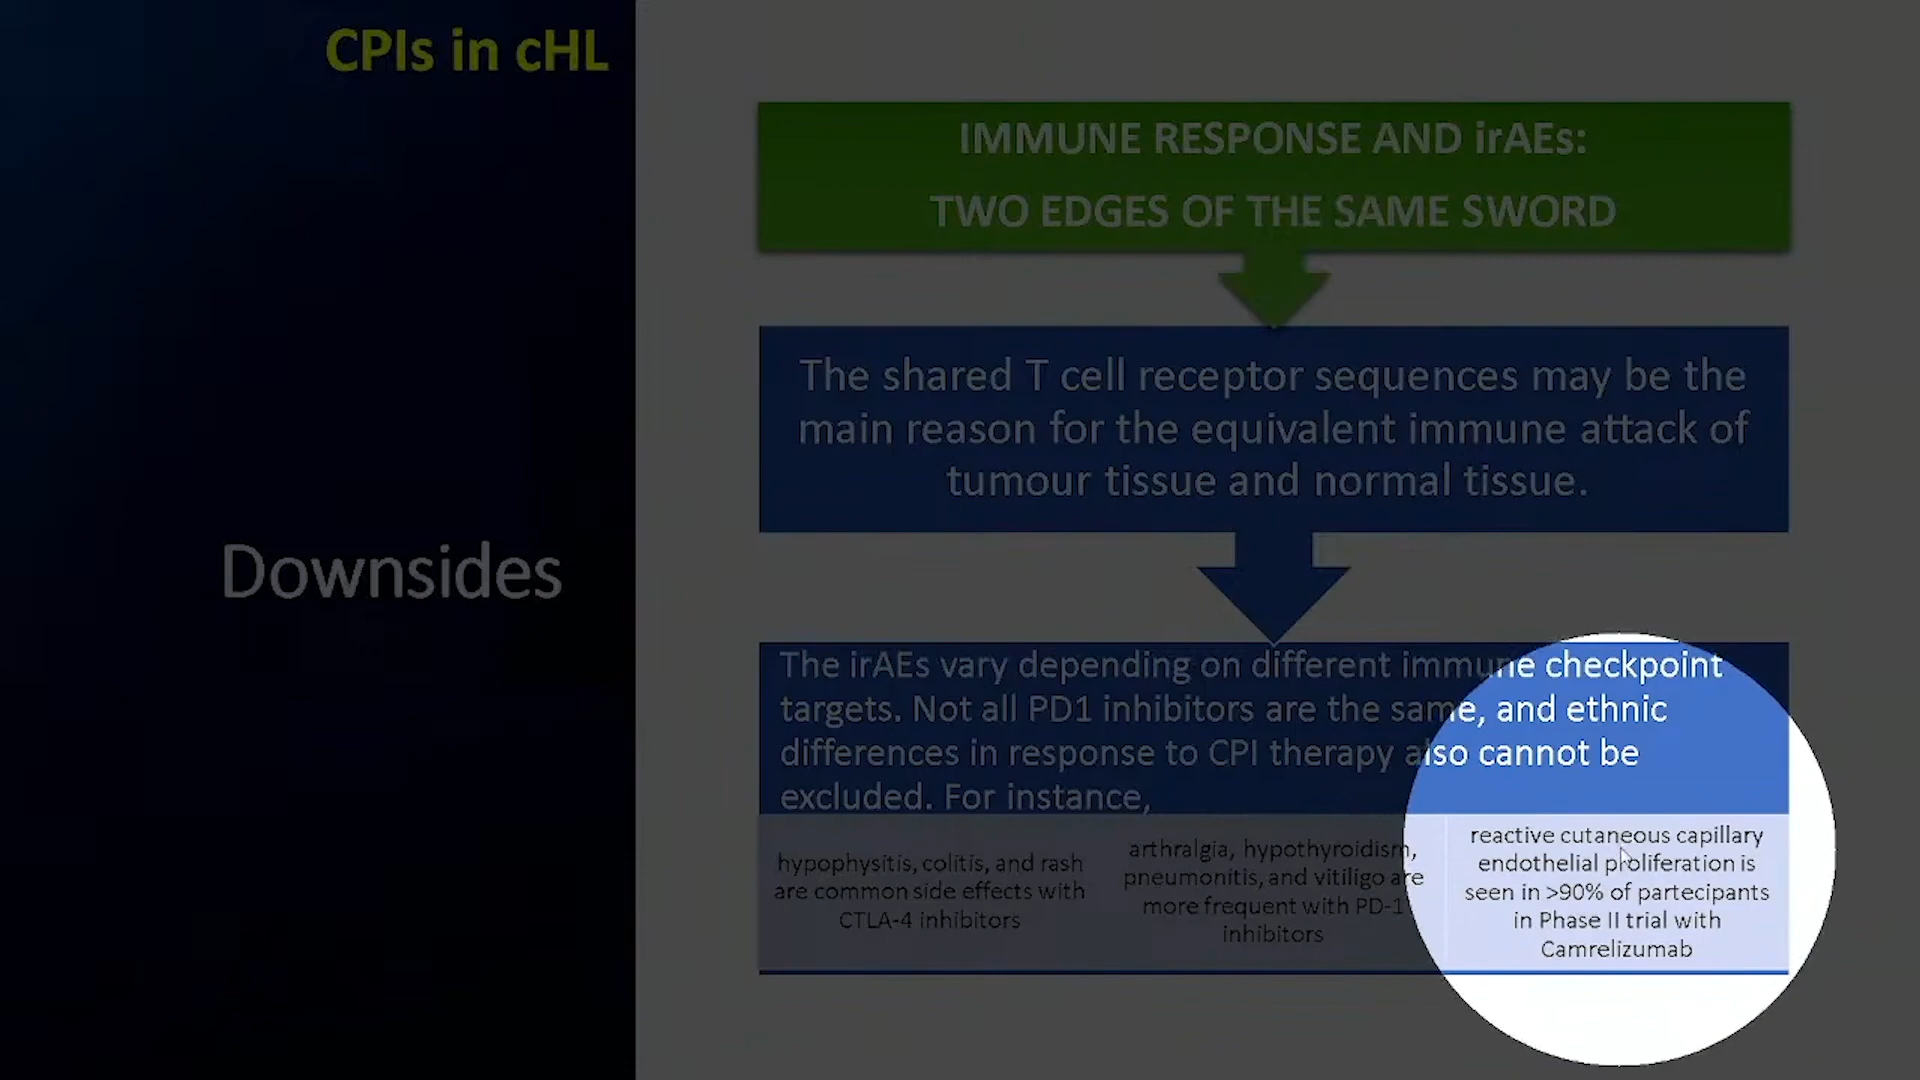 CPIs in cHL
Downsides
IMMUNE RESPONSE AND irAEs:
TWO EDGES OF THE SAME SWORD
The shared T cell receptor sequences may be the
main reason for the equivalent immune attack of
tumour tissue and normal tissue.
The irAEs vary depending on different immune checkpoint
targets. Not all PD1 inhibitors are the same, and ethnic
differences in response to CPI therapy also cannot be
excluded. For instance,
hypophysitis, colitis, and rash
are common side effects with
CTLA-4 inhibitors
arthralgia, hypothyroidism,
pneumonitis, and vitiligo are
more frequent with PD-1
inhibitors
reactive cutaneous capillary
endothelial proliferation is
seen in >90% of partecipants
in Phase II trial with
Camrelizumab